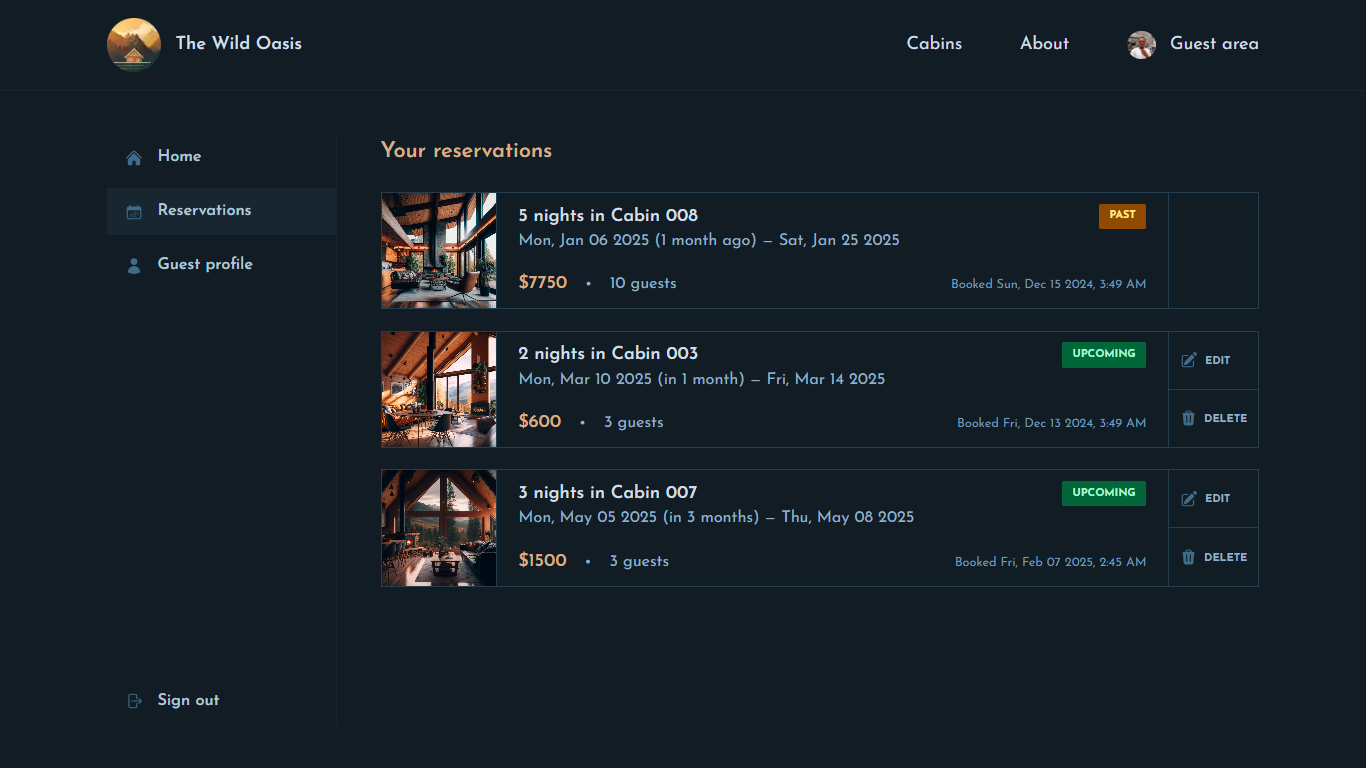 The Wild Oasis
Cabins
About
Guest area
Home
Reservations
Guest profile
Sign out
Your reservations
5 nights in Cabin 008
PAST
Mon, Jan 06 2025 (1 month ago) — Sat, Jan 25 2025
$7750 • 10 guests
Booked Sun, Dec 15 2024, 3:49 AM
2 nights in Cabin 003
UPCOMING
Mon, Mar 10 2025 (in 1 month) — Fri, Mar 14 2025
$600 • 3 guests
Booked Fri, Dec 13 2024, 3:49 AM
EDIT
DELETE
3 nights in Cabin 007
UPCOMING
Mon, May 05 2025 (in 3 months) — Thu, May 08 2025
$1500 • 3 guests
Booked Fri, Feb 07 2025, 2:45 AM
EDIT
DELETE